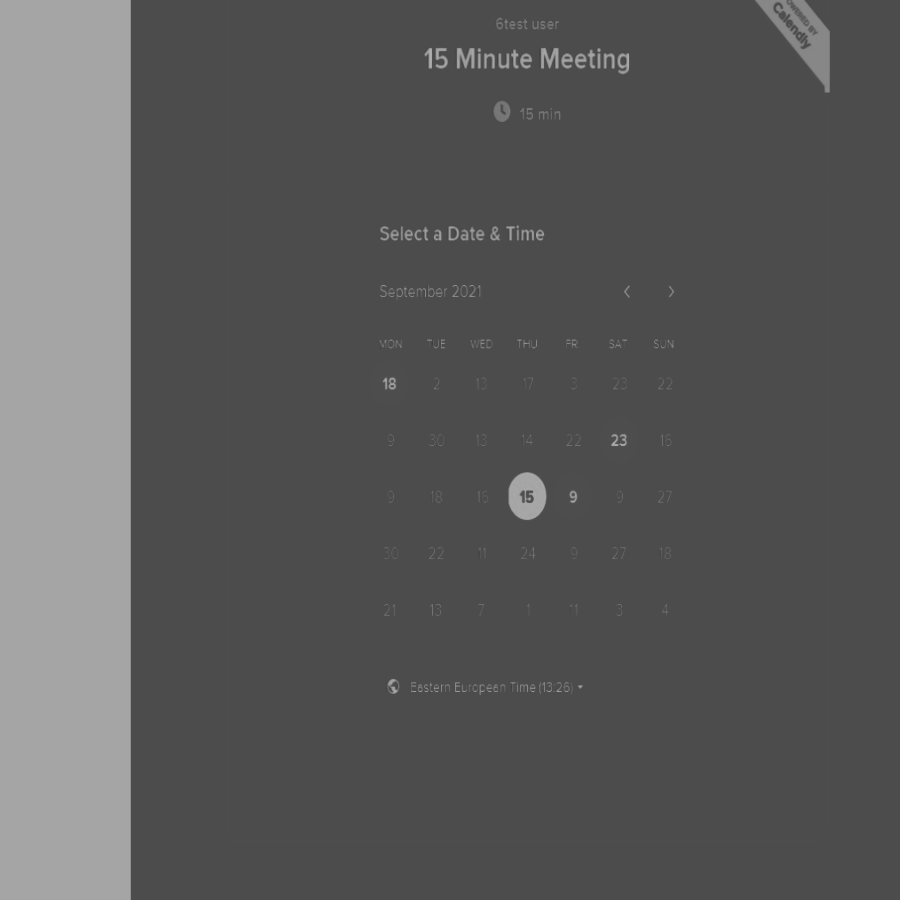 6test user
POWERED BY
Calendly
15 Minute Meeting
15 min
Select a Date & Time
September 2021
MON TUE WED THU FR SAT SUN
18 2 13 17 3 23 22
9 30 13 14 22 23 16
9 18 15 15 9 9 27
30 22 11 24 9 27 18
21 13 7 1 11 3 4
Eastern European Time (13:26)